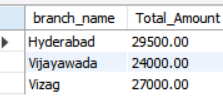 branch_name Total_Amount
Hyderabad 29500.00
Vijayawada 24000.00
Vizag 27000.00